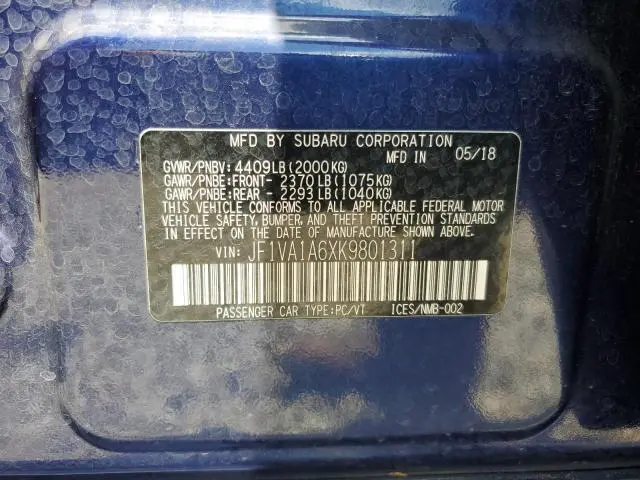 MFD BY SUBARU CORPORATION
MFD IN 05/18
GVWR/PNBV: 4409LB(2000KG)
GAWR/PNBE:FRONT- 2370LB(1075KG)
GAWR/PNBE:REAR - 2293LB(1040KG)
THIS VEHICLE CONFORMS TO ALL APPLICABLE FEDERAL MOTOR
VEHICLE SAFETY, BUMPER, AND THEFT PREVENTION STANDARDS
IN EFFECT ON THE DATE OF MANUFACTURE SHOWN ABOVE.
VIN: JF1VA1A6XK9801311
PASSENGER CAR TYPE:PC/VT ICES/NMB-002